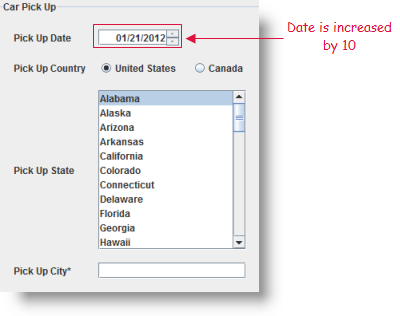 Car Pick Up
Pick Up Date 01/21/2012
Date is increased
by 10
Pick Up Country United States Canada
Pick Up State
Alabama
Alaska
Arizona
Arkansas
California
Colorado
Connecticut
Delaware
Florida
Georgia
Hawaii
Pick Up City*